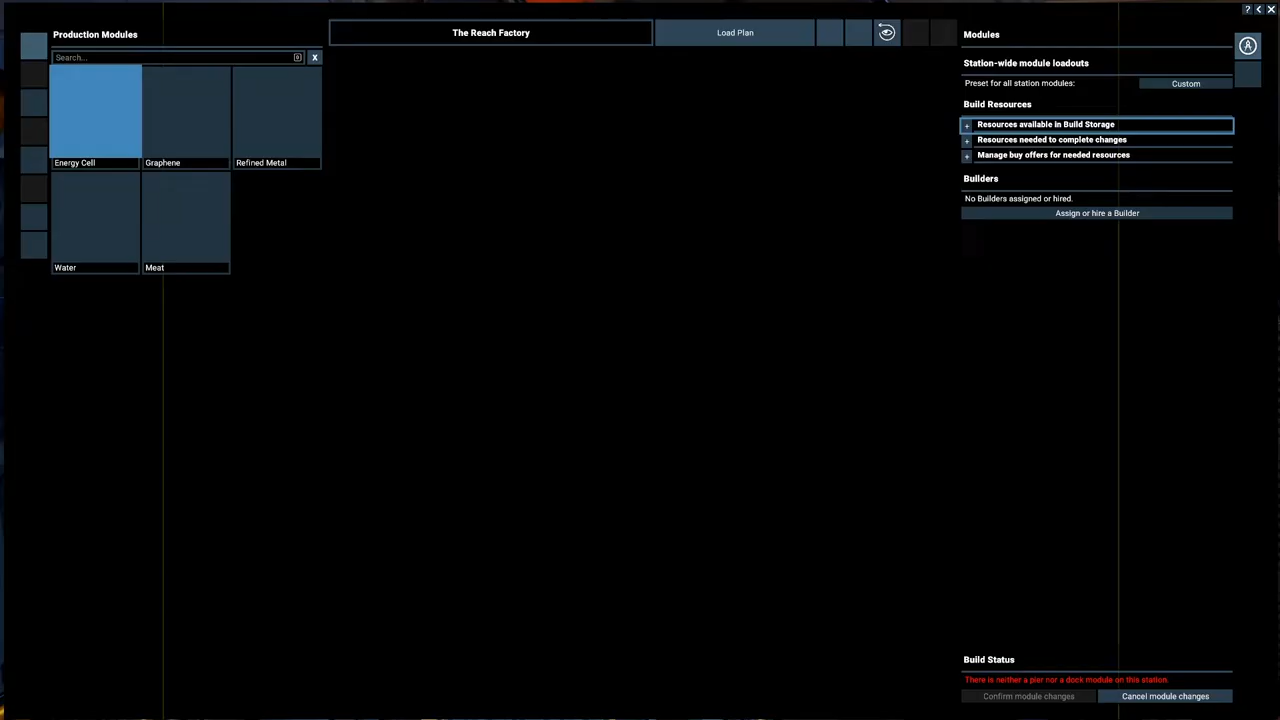 ? < X
Production Modules
Search...
X
Energy Cell
Graphene
Refined Metal
Water
Meat
The Reach Factory
Load Plan
Modules
Station-wide module loadouts
Preset for all station modules:
Custom
Build Resources
+ Resources available in Build Storage
+ Resources needed to complete changes
+ Manage buy offers for needed resources
Builders
No Builders assigned or hired.
Assign or hire a Builder
Build Status
There is neither a pier nor a dock module on this station
Confirm module changes
Cancel module changes